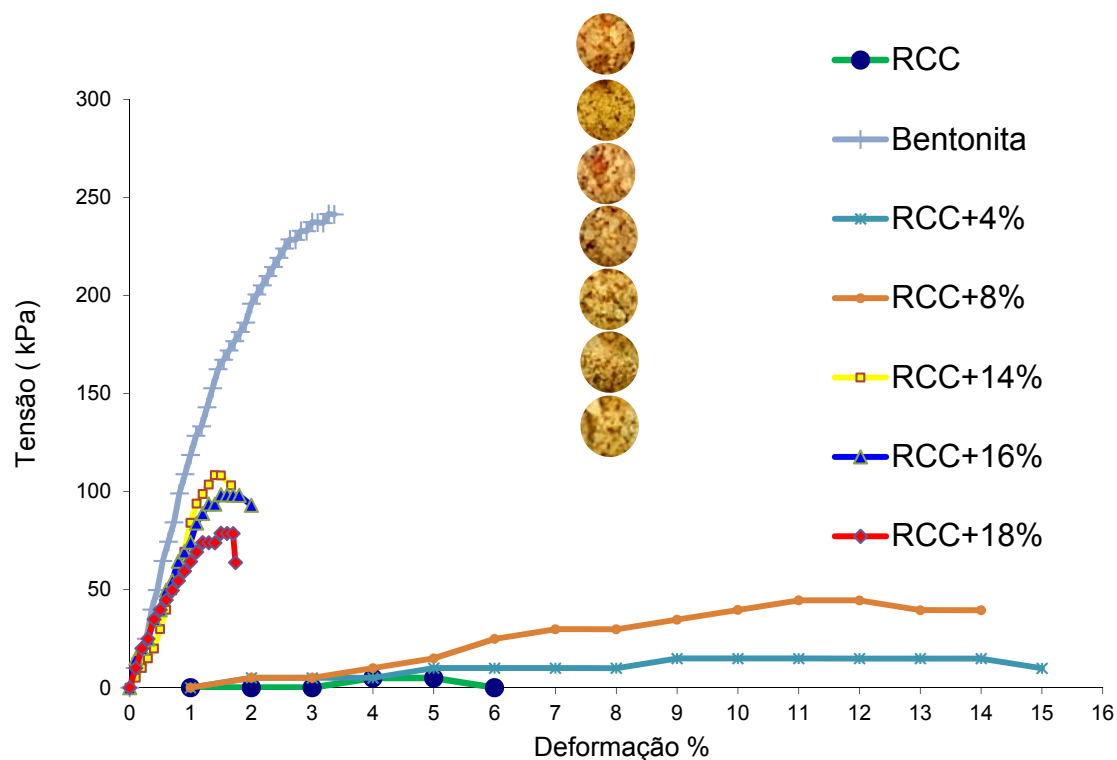 RCC
Bentonita
RCC+4%
RCC+8%
RCC+14%
RCC+16%
RCC+18%
Tensão ( kPa)
300
250
200
150
100
50
0
0 1 2 3 4 5 6 7 8 9 10 11 12 13 14 15 16
Deformação %